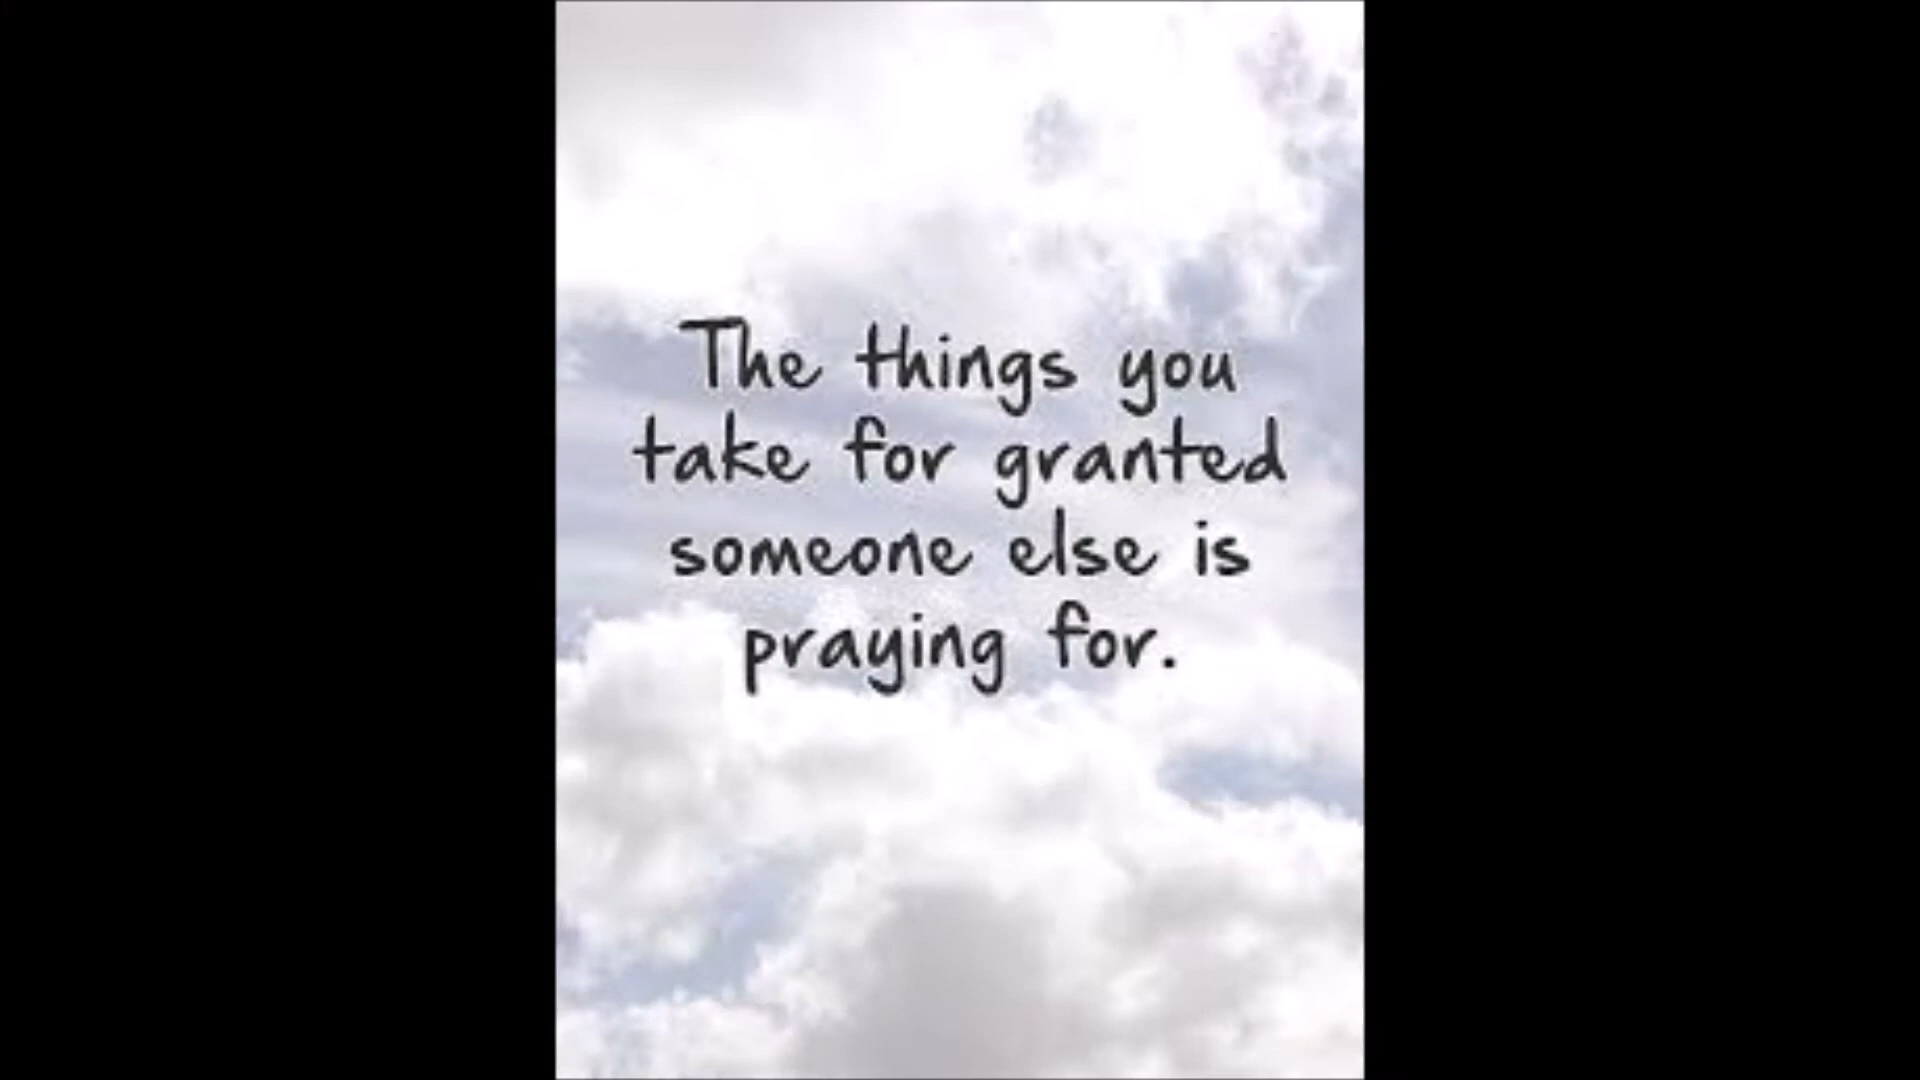 The things you
take for granted
someone else is
praying for.